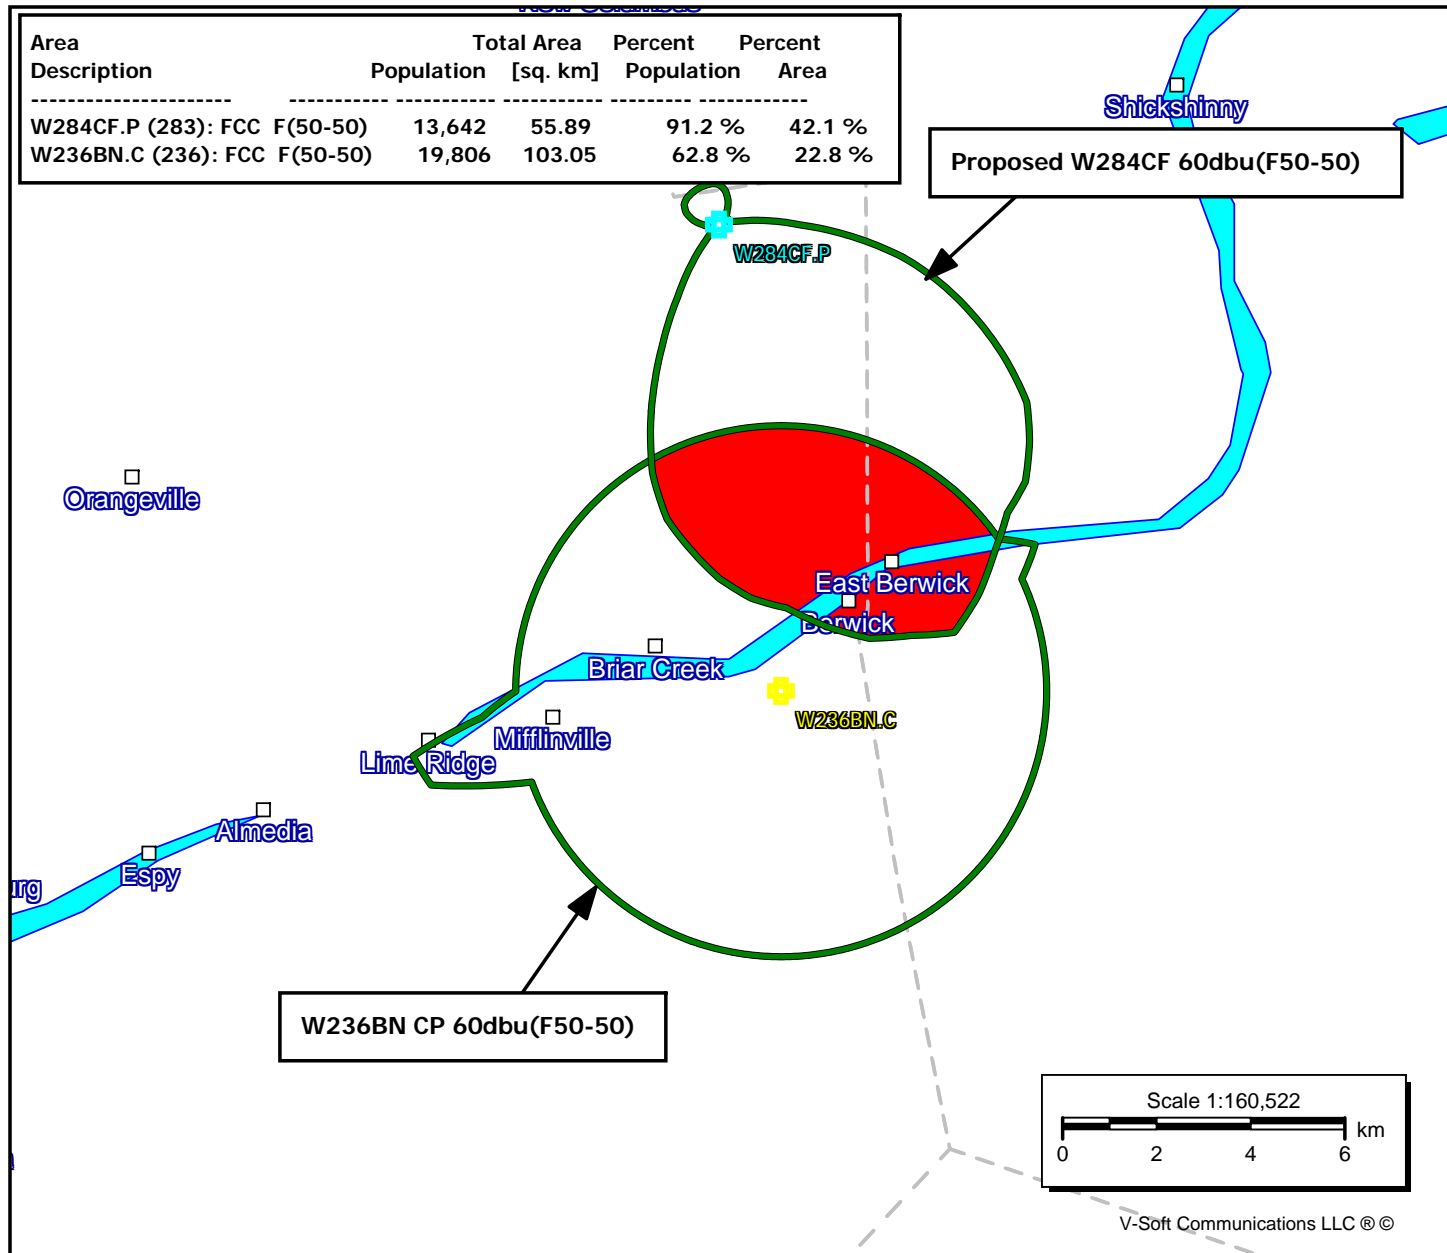 New Columbus
Area Total Area Percent Percent
Description Population [sq. km] Population Area
---------------------- ----------- ----------- ----------- --------- ------------
W284CF.P (283): FCC F(50-50) 13,642 55.89 91.2 % 42.1 %
W236BN.C (236): FCC F(50-50) 19,806 103.05 62.8 % 22.8 %
Shickshinny
Proposed W284CF 60dbu(F50-50)
W284CF.P
Orangeville
East Berwick
Berwick
Briar Creek
W236BN.C
Mifflinville
Lime Ridge
Almedia
Espy
urg
W236BN CP 60dbu(F50-50)
Scale 1:160,522
km
0 2 4 6
V-Soft Communications LLC ® ©